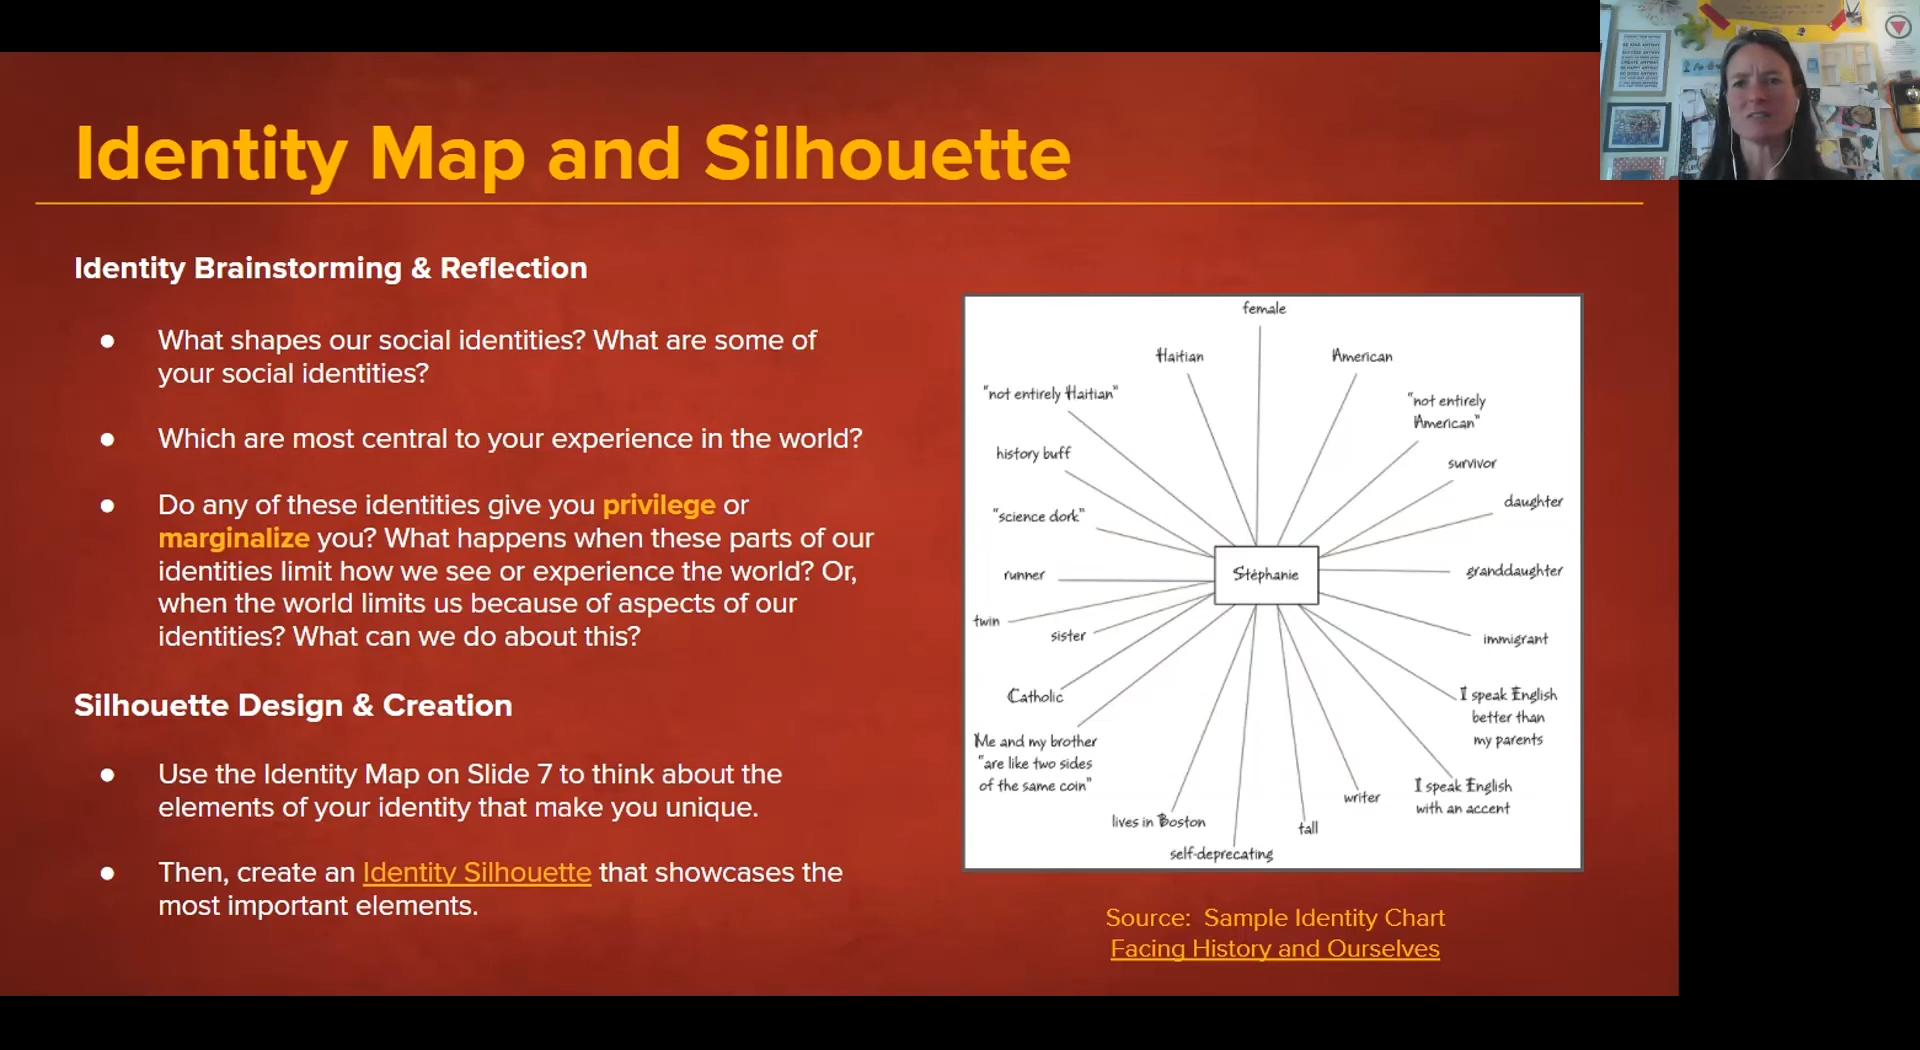 Identity Map and Silhouette
Identity Brainstorming & Reflection
● What shapes our social identities? What are some of
your social identities?
● Which are most central to your experience in the world?
● Do any of these identities give you privilege or
marginalize you? What happens when these parts of our
identities limit how we see or experience the world? Or,
when the world limits us because of aspects of our
identities? What can we do about this?
Silhouette Design & Creation
● Use the Identity Map on Slide 7 to think about the
elements of your identity that make you unique.
● Then, create an Identity Silhouette that showcases the
most important elements.
female
Haitian
American
"not entirely Haitian"
"not entirely
American"
history buff
survivor
"science dork"
daughter
runner
Stéphanie
granddaughter
twin
sister
immigrant
Catholic
I speak English
better than
my parents
Me and my brother
"are like two sides
of the same coin"
I speak English
with an accent
writer
lives in Boston
tall
self-deprecating
Source: Sample Identity Chart
Facing History and Ourselves